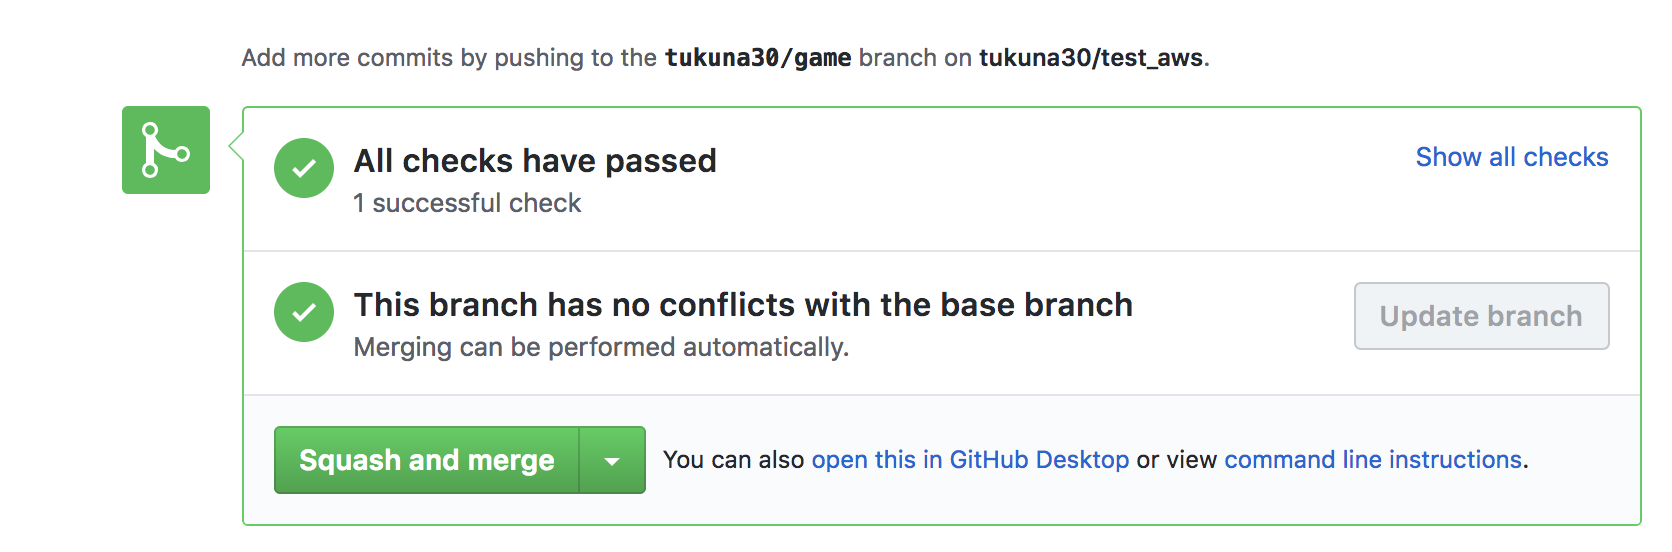 Add more commits by pushing to the tukuna30/game branch on tukuna30/test_aws.
All checks have passed
Show all checks
1 successful check
This branch has no conflicts with the base branch
Update branch
Merging can be performed automatically.
Squash and merge
You can also open this in GitHub Desktop or view command line instructions.